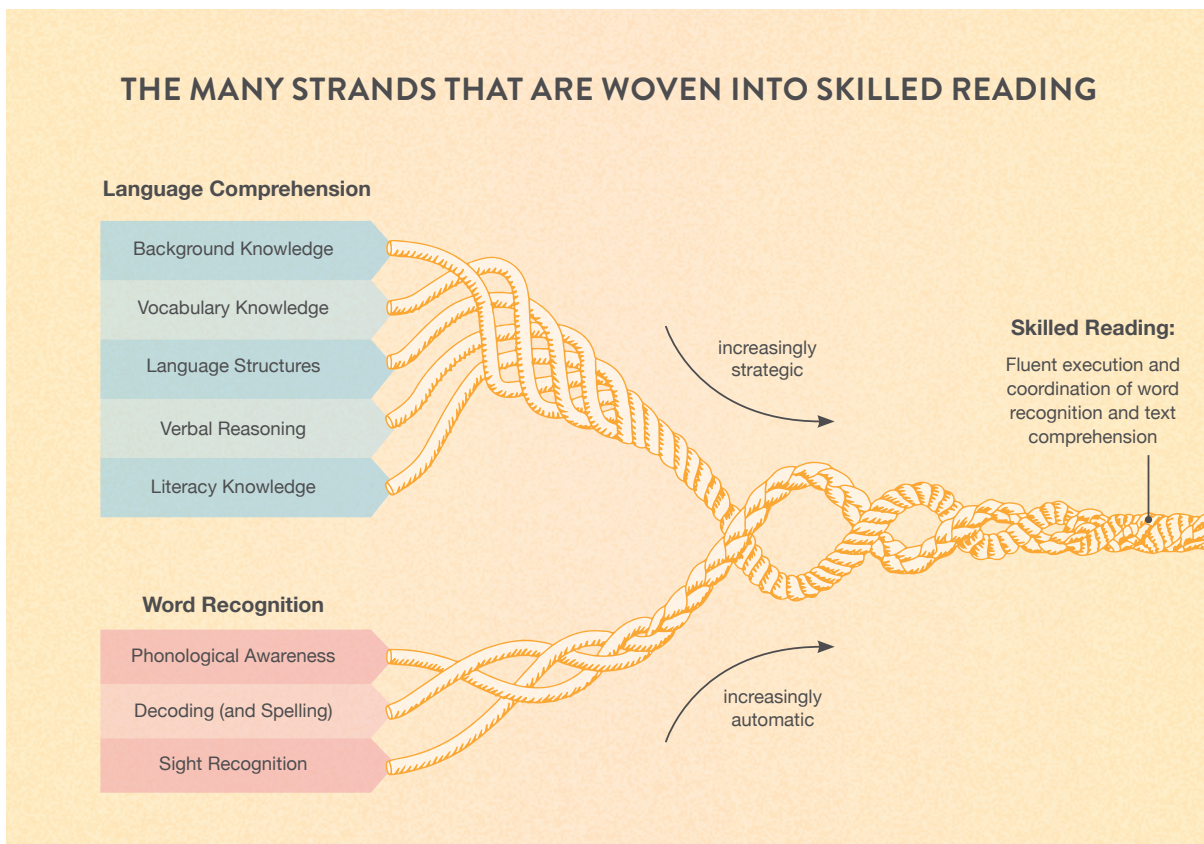 THE MANY STRANDS THAT ARE WOVEN INTO SKILLED READING
Language Comprehension
Background Knowledge
Vocabulary Knowledge
Language Structures
Verbal Reasoning
Literacy Knowledge
Word Recognition
Phonological Awareness
Decoding (and Spelling)
Sight Recognition
increasingly
strategic
increasingly
automatic
Skilled Reading:
Fluent execution and
coordination of word
recognition and text
comprehension